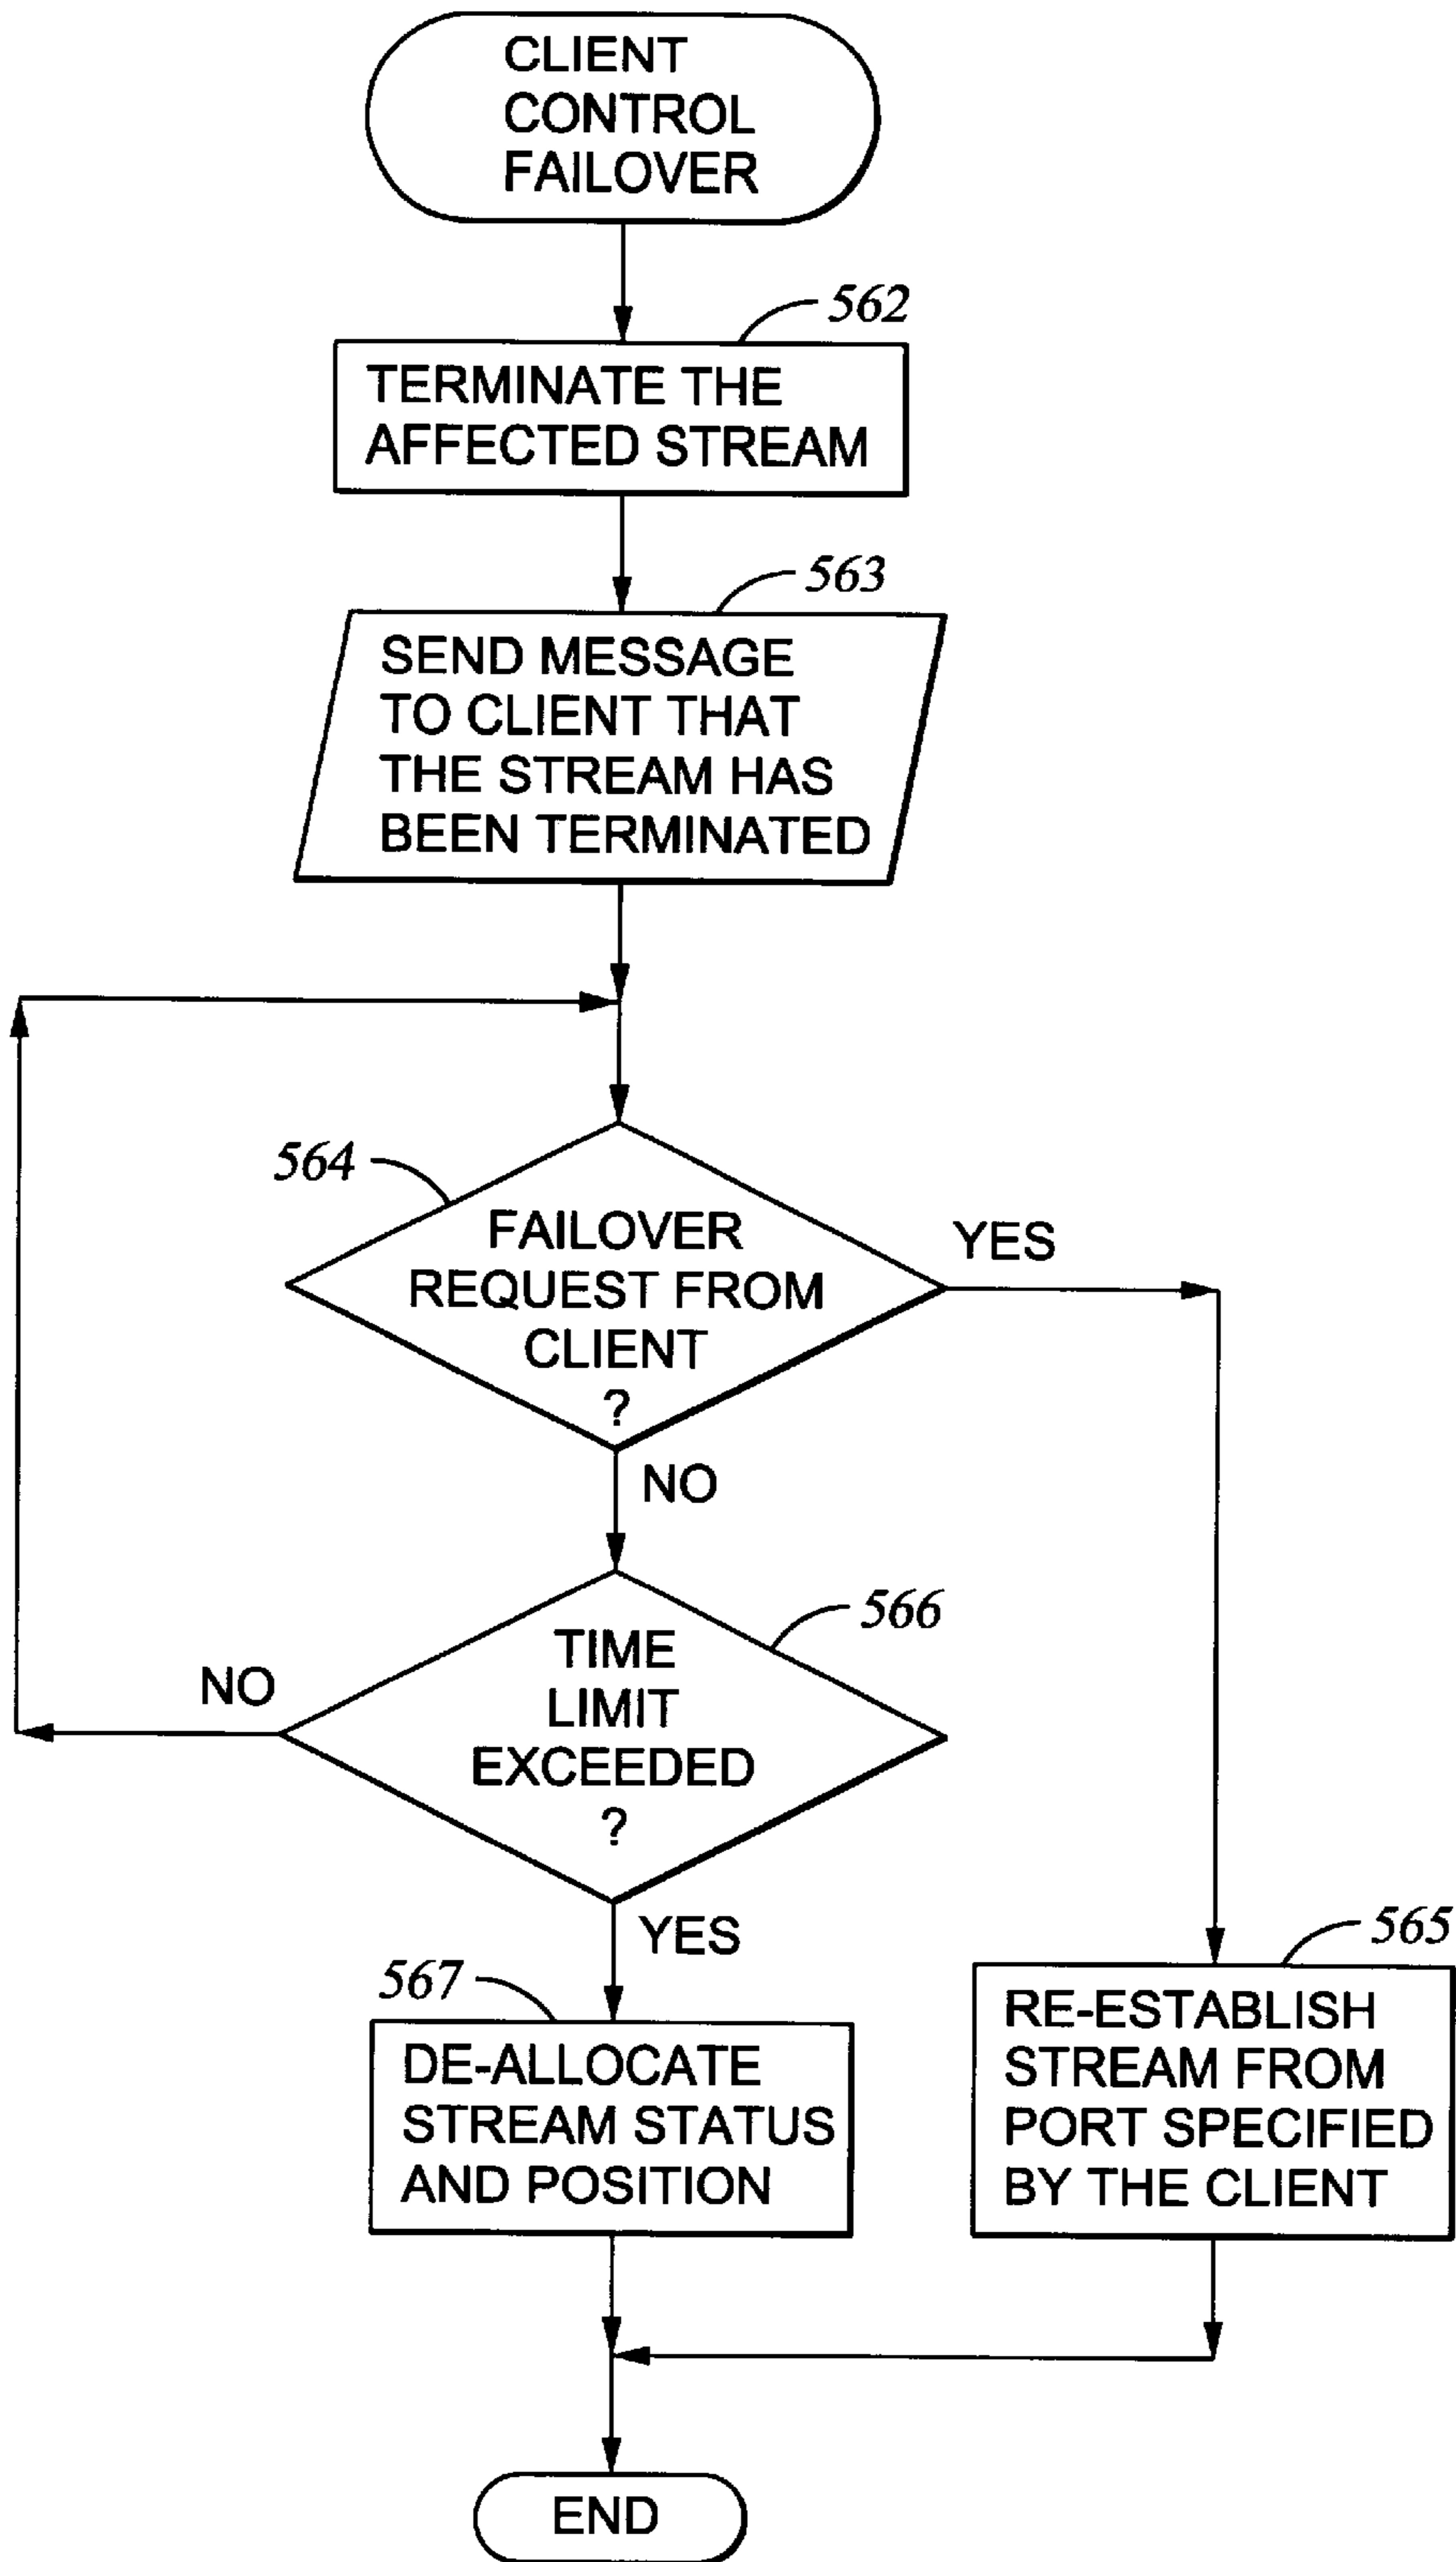 CLIENT
CONTROL
FAILOVER
562
TERMINATE THE
AFFECTED STREAM
563
SEND MESSAGE
TO CLIENT THAT
THE STREAM HAS
BEEN TERMINATED
564
FAILOVER
REQUEST FROM
CLIENT
?
YES
NO
566
TIME
LIMIT
EXCEEDED
?
NO
YES
567
DE-ALLOCATE
STREAM STATUS
AND POSITION
565
RE-ESTABLISH
STREAM FROM
PORT SPECIFIED
BY THE CLIENT
END